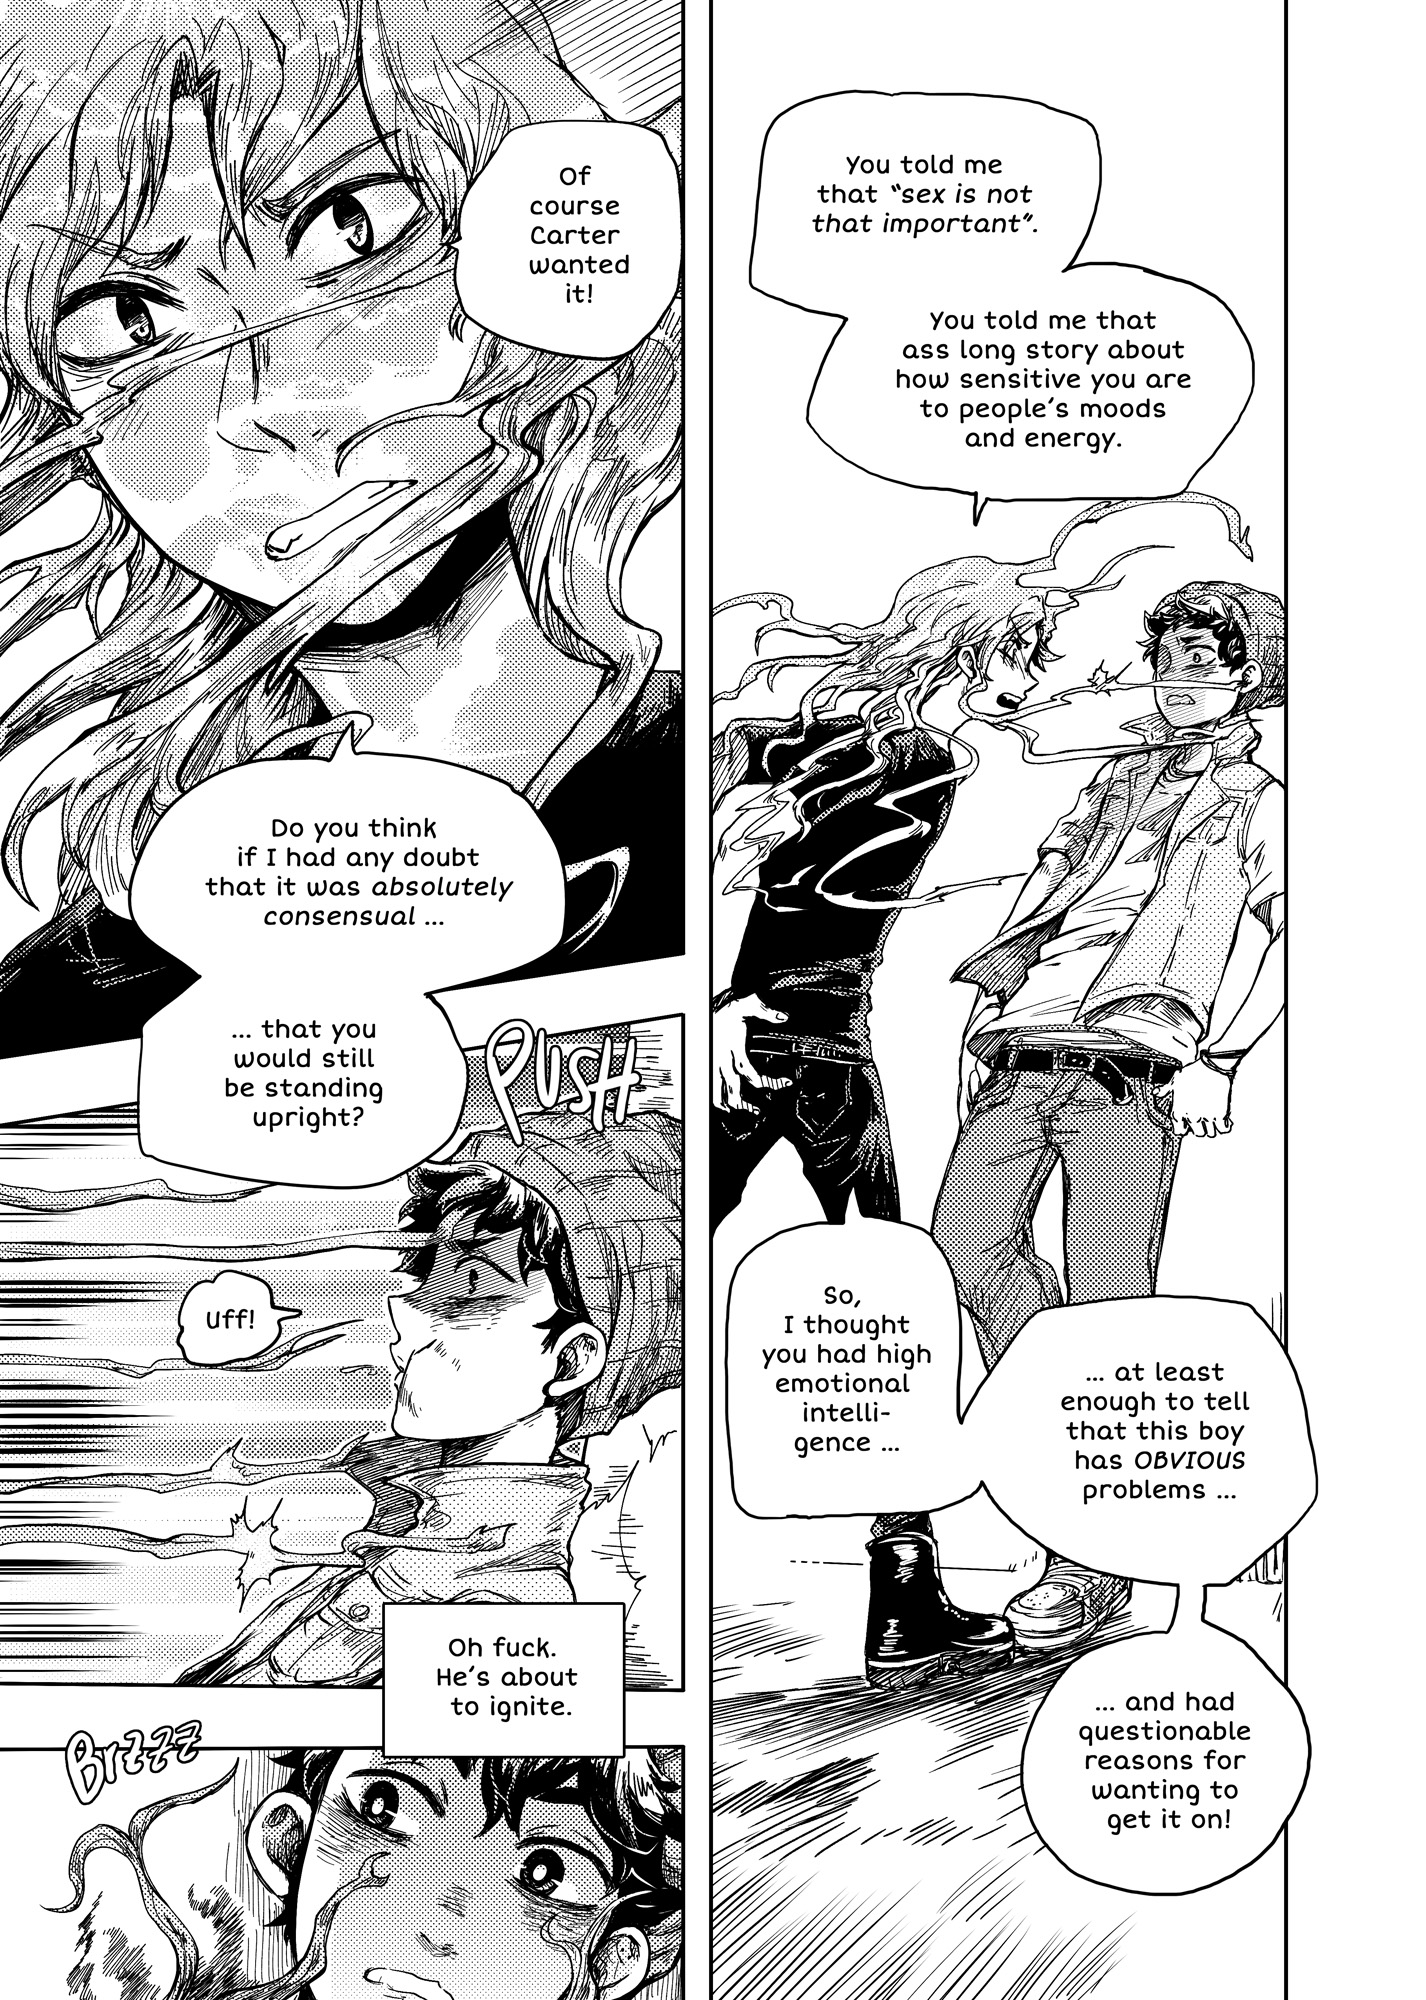 Of
course
Carter
wanted
it!
Do you think
if I had any doubt
that it was absolutely
consensual ...
... that you
would still
be standing
upright?
PUSH
Uff!
Oh fuck.
He's about
to ignite.
Brzzz
You told me
that "sex is not
that important".
You told me that
ass long story about
how sensitive you are
to people's moods
and energy.
So,
I thought
you had high
emotional
intelli-
gence ...
... at least
enough to tell
that this boy
has OBVIOUS
problems ...
... and had
questionable
reasons for
wanting to
get it on!